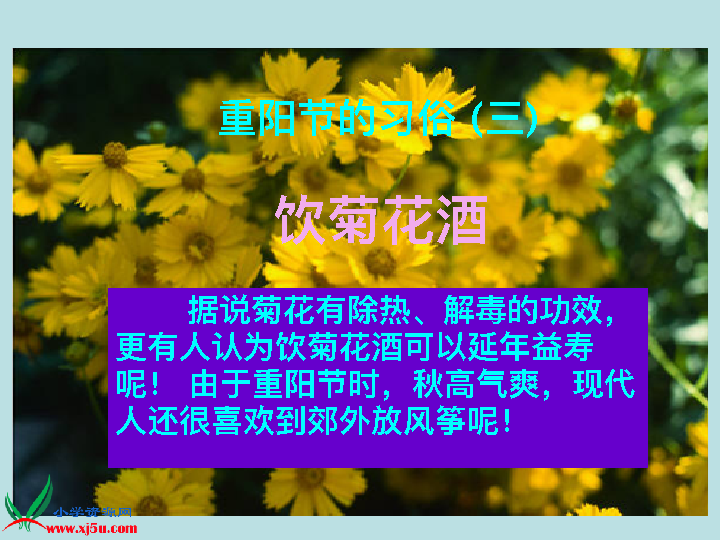 重阳节的习俗(三)
饮菊花酒
据说菊花有除热、解毒的功效，
更有人认为饮菊花酒可以延年益寿
呢！ 由于重阳节时，秋高气爽，现代
人还很喜欢到郊外放风筝呢！
小学资源网
www.xj5u.com